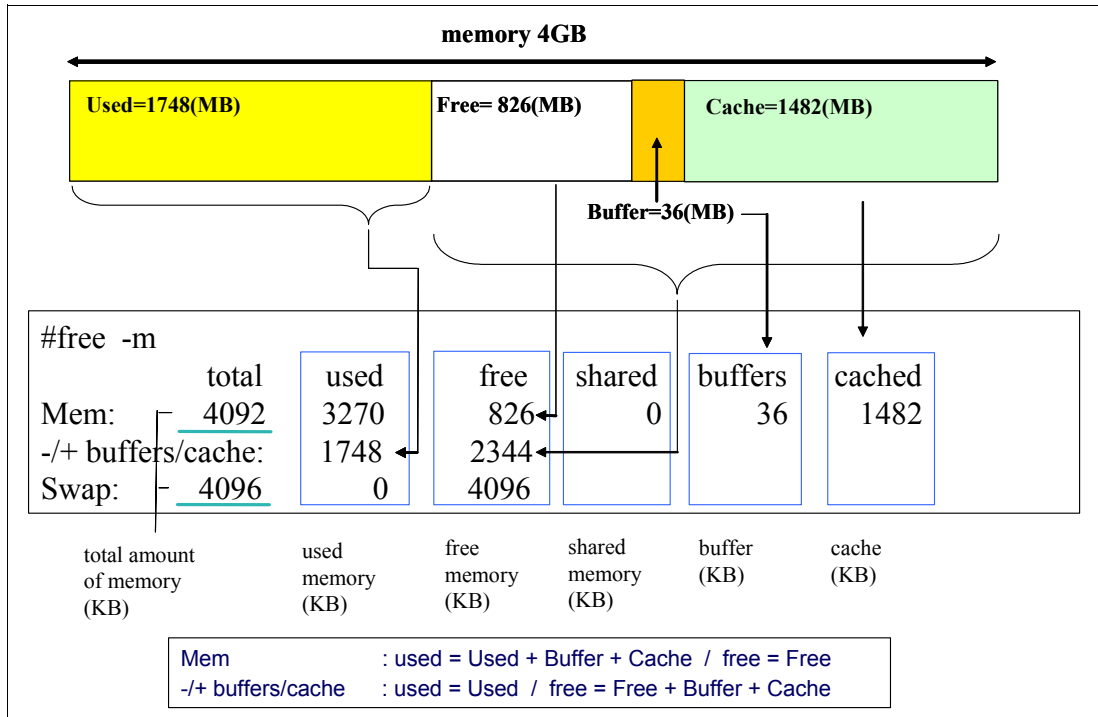 memory 4GB
Used=1748(MB)
Free= 826(MB)
Cache=1482(MB)
Buffer=36(MB)
#free -m
total used free shared buffers cached
Mem: 4092 3270 826 0 36 1482
-/+ buffers/cache: 1748 2344
Swap: 4096 0 4096
total amount
of memory
(KB)
used
memory
(KB)
free
memory
(KB)
shared
memory
(KB)
buffer
(KB)
cache
(KB)
Mem : used = Used + Buffer + Cache / free = Free
-/+ buffers/cache : used = Used / free = Free + Buffer + Cache